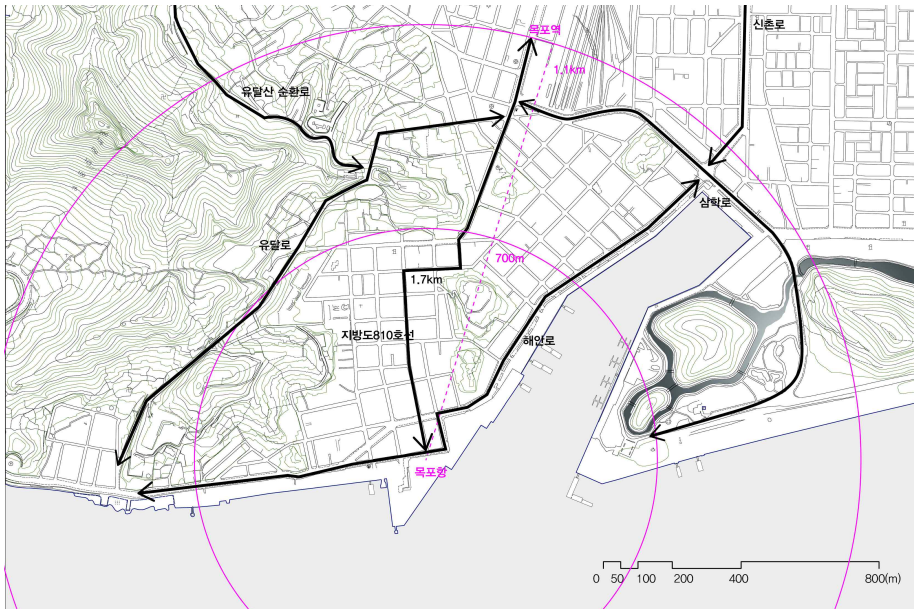 신촌로
목포역
1.1km
유달산 순환로
삼학로
유달로
700m
1.7km
지방도810호선
해안로
목포항
0 50 100 200 400 800(m)